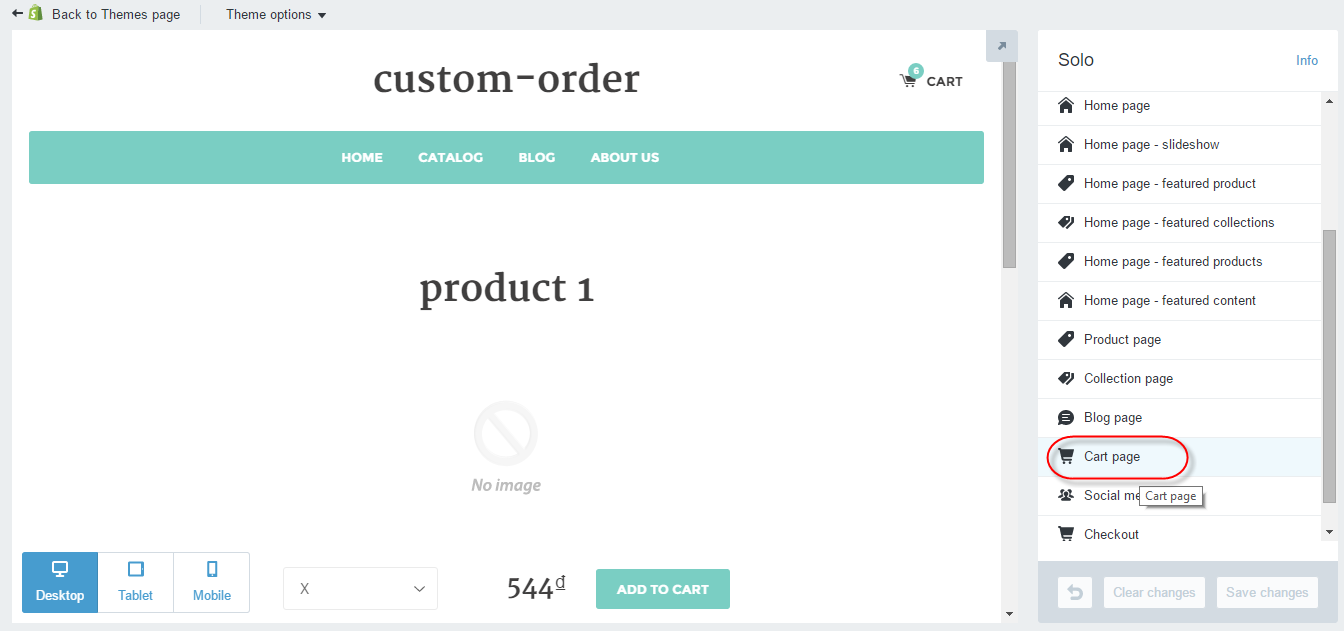 Back to Themes page
Theme options
custom-order
6
CART
HOME CATALOG BLOG ABOUT US
product 1
No image
Desktop
Tablet
Mobile
X
544₫
ADD TO CART
Solo
Info
Home page
Home page - slideshow
Home page - featured product
Home page - featured collections
Home page - featured products
Home page - featured content
Product page
Collection page
Blog page
Cart page
Social me
Cart page
Checkout
Clear changes
Save changes